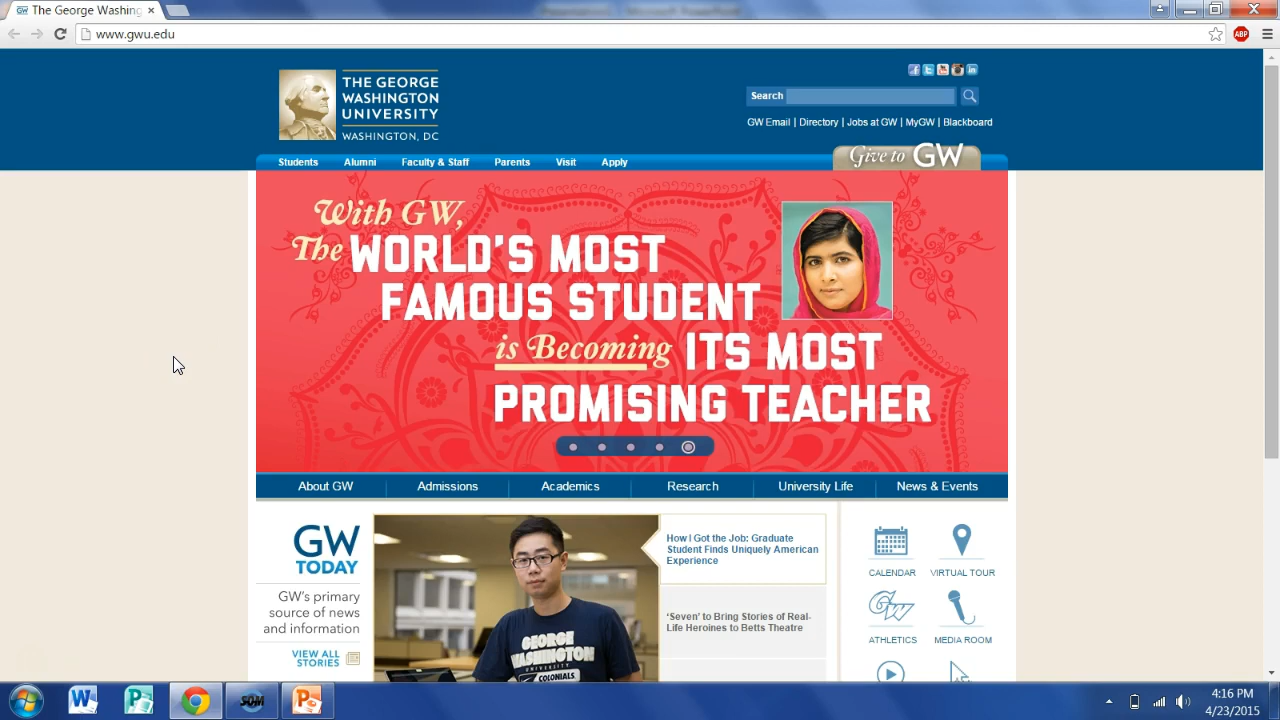 The George Washing
www.gwu.edu
ABP
THE GEORGE
WASHINGTON
UNIVERSITY
WASHINGTON, DC
Search
GW Email | Directory | Jobs at GW | MyGW | Blackboard
Students Alumni Faculty & Staff Parents Visit Apply
Give to GW
With GW,
The WORLD'S MOST
FAMOUS STUDENT
is Becoming ITS MOST
PROMISING TEACHER
About GW Admissions Academics Research University Life News & Events
GW
TODAY
GW's primary
source of news
and information
VIEW ALL
STORIES
GEORGE
WASHINGTON
UNIVERSITY
COLONIALS
How I Got the Job: Graduate
Student Finds Uniquely American
Experience
'Seven' to Bring Stories of Real-
Life Heroines to Betts Theatre
CALENDAR VIRTUAL TOUR
GW
ATHLETICS MEDIA ROOM
4:16 PM
4/23/2015